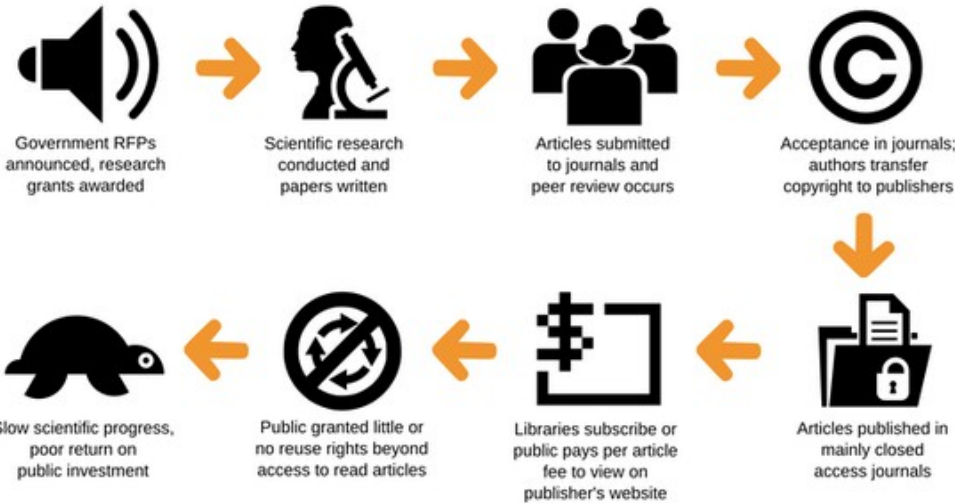 Government RFPs
announced, research
grants awarded
Scientific research
conducted and
papers written
Articles submitted
to journals and
peer review occurs
Acceptance in journals;
authors transfer
copyright to publishers
Articles published in
mainly closed
access journals
Libraries subscribe or
public pays per article
fee to view on
publisher's website
Public granted little or
no reuse rights beyond
access to read articles
Slow scientific progress,
poor return on
public investment